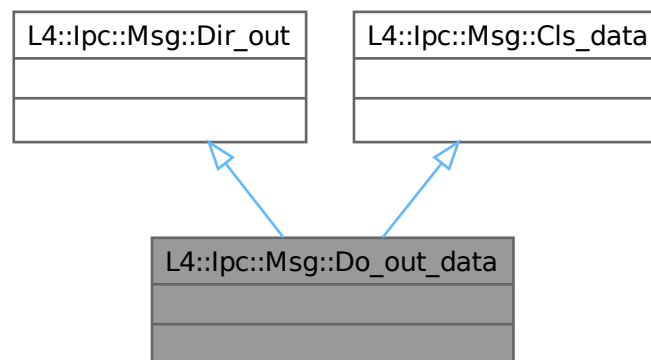 L4::Ipc::Msg::Dir_out
L4::Ipc::Msg::Cls_data
L4::Ipc::Msg::Do_out_data